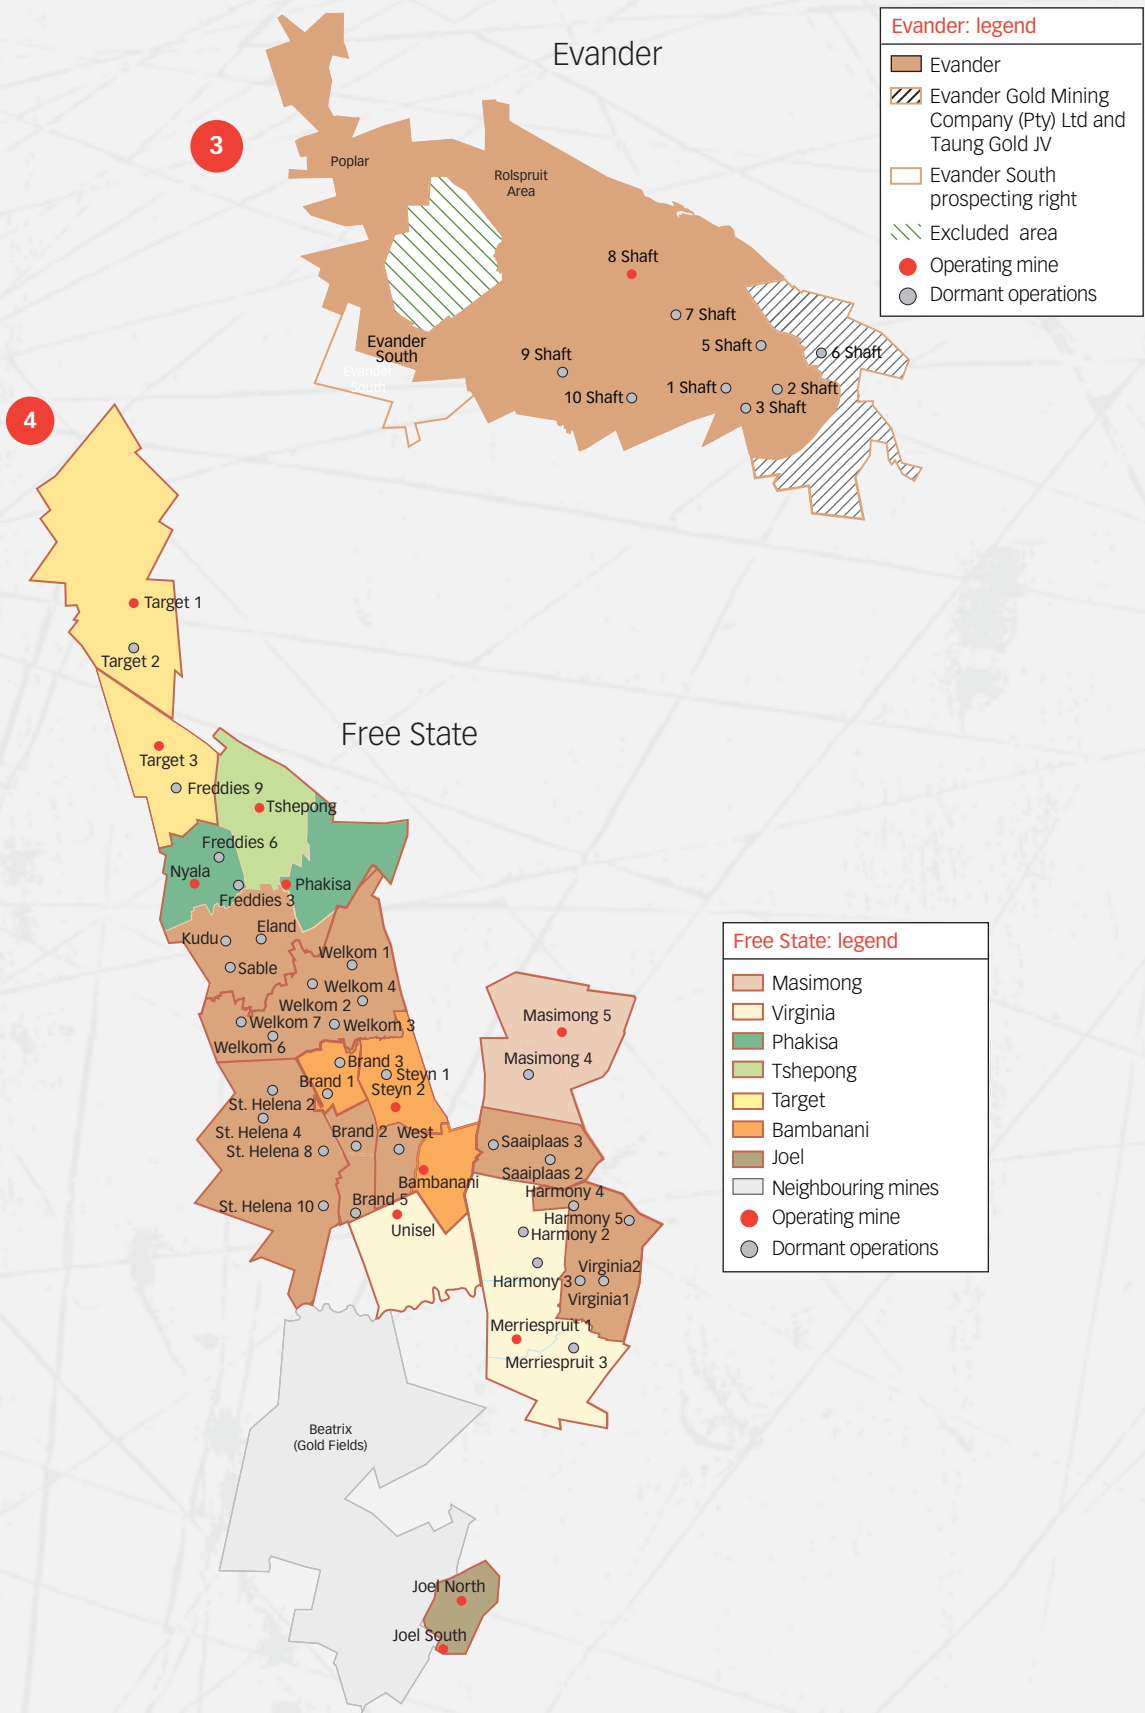 Evander
3
Poplar
Rolspruit
Area
8 Shaft
7 Shaft
5 Shaft
6 Shaft
Evander
South
Evander
South
9 Shaft
10 Shaft
1 Shaft
2 Shaft
3 Shaft
Evander: legend
Evander
Evander Gold Mining
Company (Pty) Ltd and
Taung Gold JV
Evander South
prospecting right
Excluded area
Operating mine
Dormant operations
4
Free State
Target 1
Target 2
Target 3
Freddies 9
Tshepong
Freddies 6
Nyala
Phakisa
Freddies 3
Eland
Kudu
Sable
Welkom 1
Welkom 4
Welkom 2
Welkom 7
Welkom 3
Welkom 6
Brand 3
Brand 1
Steyn 1
Steyn 2
St. Helena 2
St. Helena 4
Brand 2
West
St. Helena 8
Bambanani
St. Helena 10
Brand 5
Unisel
Masimong 5
Masimong 4
Saaiplaas 3
Saaiplaas 2
Harmony 4
Harmony 5
Harmony 2
Virginia2
Harmony 3
Virginia1
Merriespruit 1
Merriespruit 3
Beatrix
(Gold Fields)
Joel North
Joel South
Free State: legend
Masimong
Virginia
Phakisa
Tshepong
Target
Bambanani
Joel
Neighbouring mines
Operating mine
Dormant operations